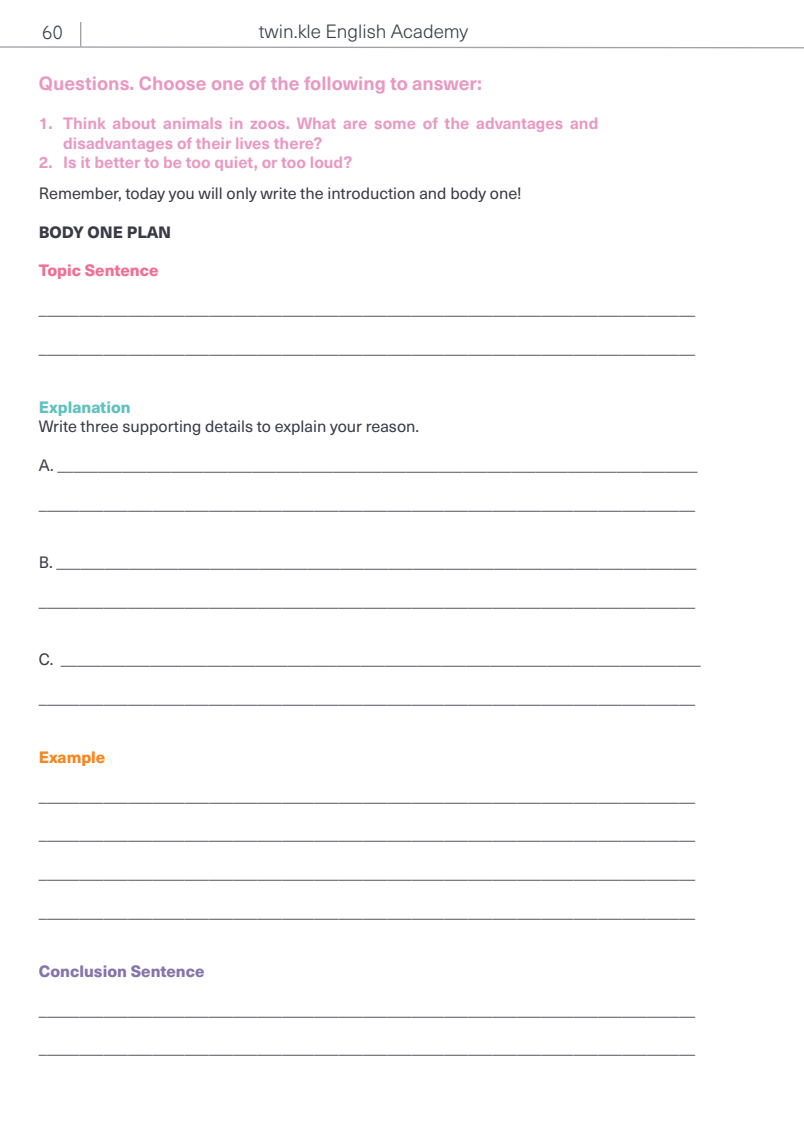 60
twin.kle English Academy
Questions. Choose one of the following to answer:
1. Think about animals in zoos. What are some of the advantages and
disadvantages of their lives there?
2. Is it better to be too quiet, or too loud?
Remember, today you will only write the introduction and body one!
BODY ONE PLAN
Topic Sentence
Explanation
Write three supporting details to explain your reason.
A.
B.
C.
Example
Conclusion Sentence